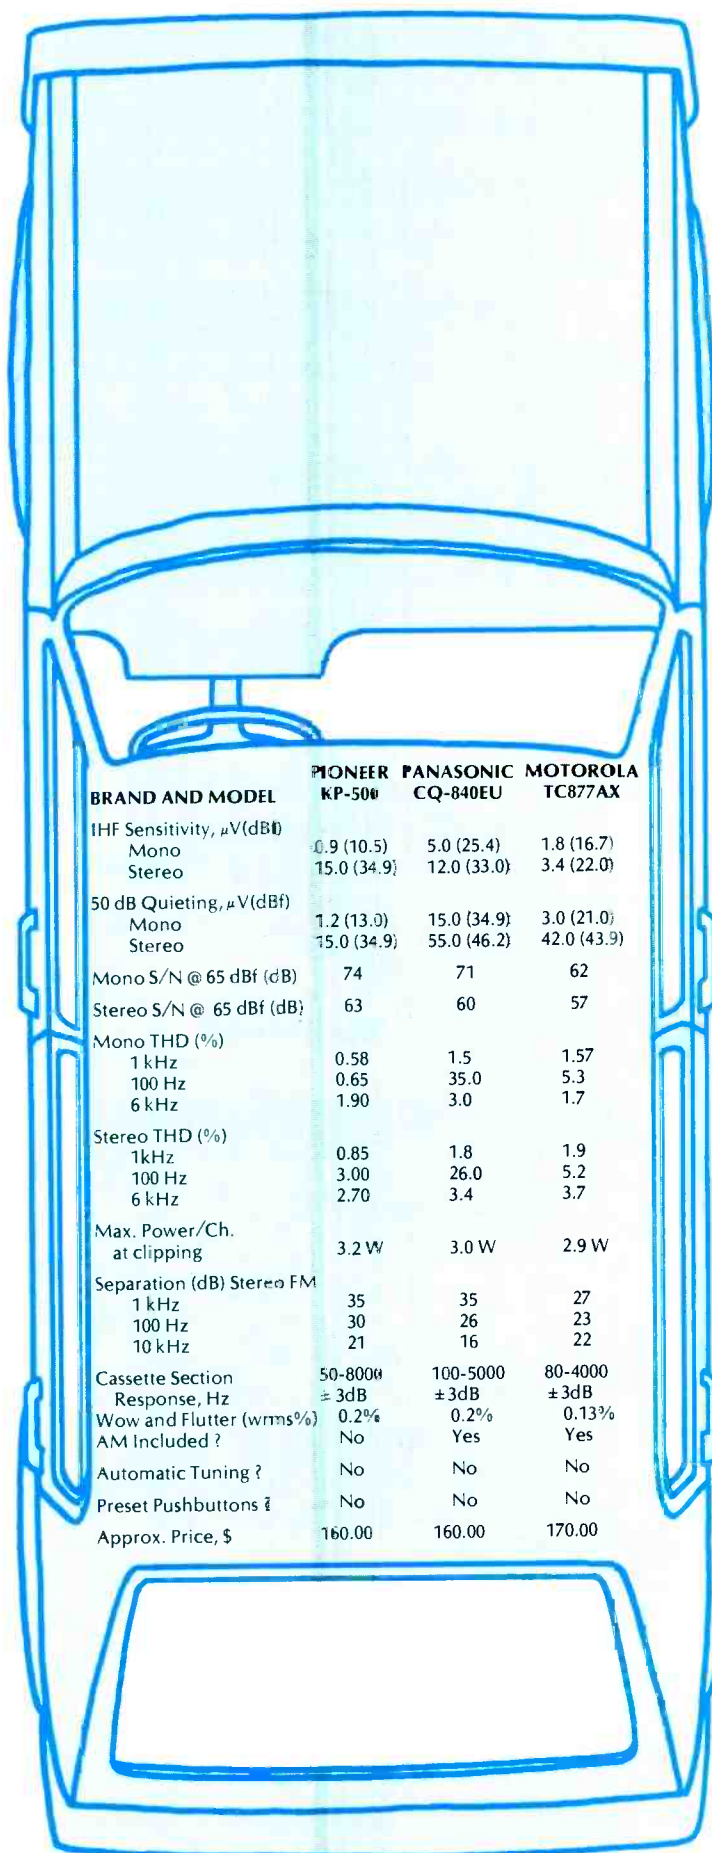 PIONEER PANASONIC MOTOROLA
BRAND AND MODEL KP-500 CQ-840EU TC877AX
IHF Sensitivity, μV(dBf)
Mono 0.9 (10.5) 5.0 (25.4) 1.8 (16.7)
Stereo 15.0 (34.9) 12.0 (33.0) 3.4 (22.0)
50 dB Quieting, μV(dBf)
Mono 1.2 (13.0) 15.0 (34.9) 3.0 (21.0)
Stereo 15.0 (34.9) 55.0 (46.2) 42.0 (43.9)
Mono S/N @ 65 dBf (dB) 74 71 62
Stereo S/N @ 65 dBf (dB) 63 60 57
Mono THD (%)
1 kHz 0.58 1.5 1.57
100 Hz 0.65 35.0 5.3
6 kHz 1.90 3.0 1.7
Stereo THD (%)
1kHz 0.85 1.8 1.9
100 Hz 3.00 26.0 5.2
6 kHz 2.70 3.4 3.7
Max. Power/Ch.
at clipping 3.2 W 3.0 W 2.9 W
Separation (dB) Stereo FM
1 kHz 35 35 27
100 Hz 30 26 23
10 kHz 21 16 22
Cassette Section 50-8000 100-5000 80-4000
Response, Hz ±3dB ±3dB ±3dB
Wow and Flutter (wrms%) 0.2% 0.2% 0.13%
AM Included ? No Yes Yes
Automatic Tuning ? No No No
Preset Pushbuttons ? No No No
Approx. Price, $ 160.00 160.00 170.00